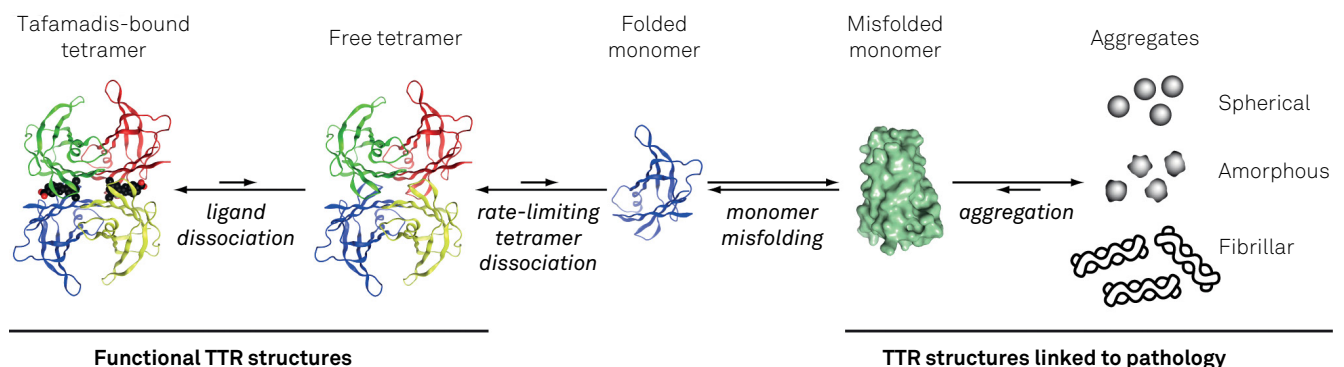 Tafamadis-bound
tetramer
Free tetramer
Folded
monomer
Misfolded
monomer
Aggregates
Spherical
Amorphous
Fibrillar
ligand
dissociation
rate-limiting
tetramer
dissociation
monomer
misfolding
aggregation
Functional TTR structures
TTR structures linked to pathology